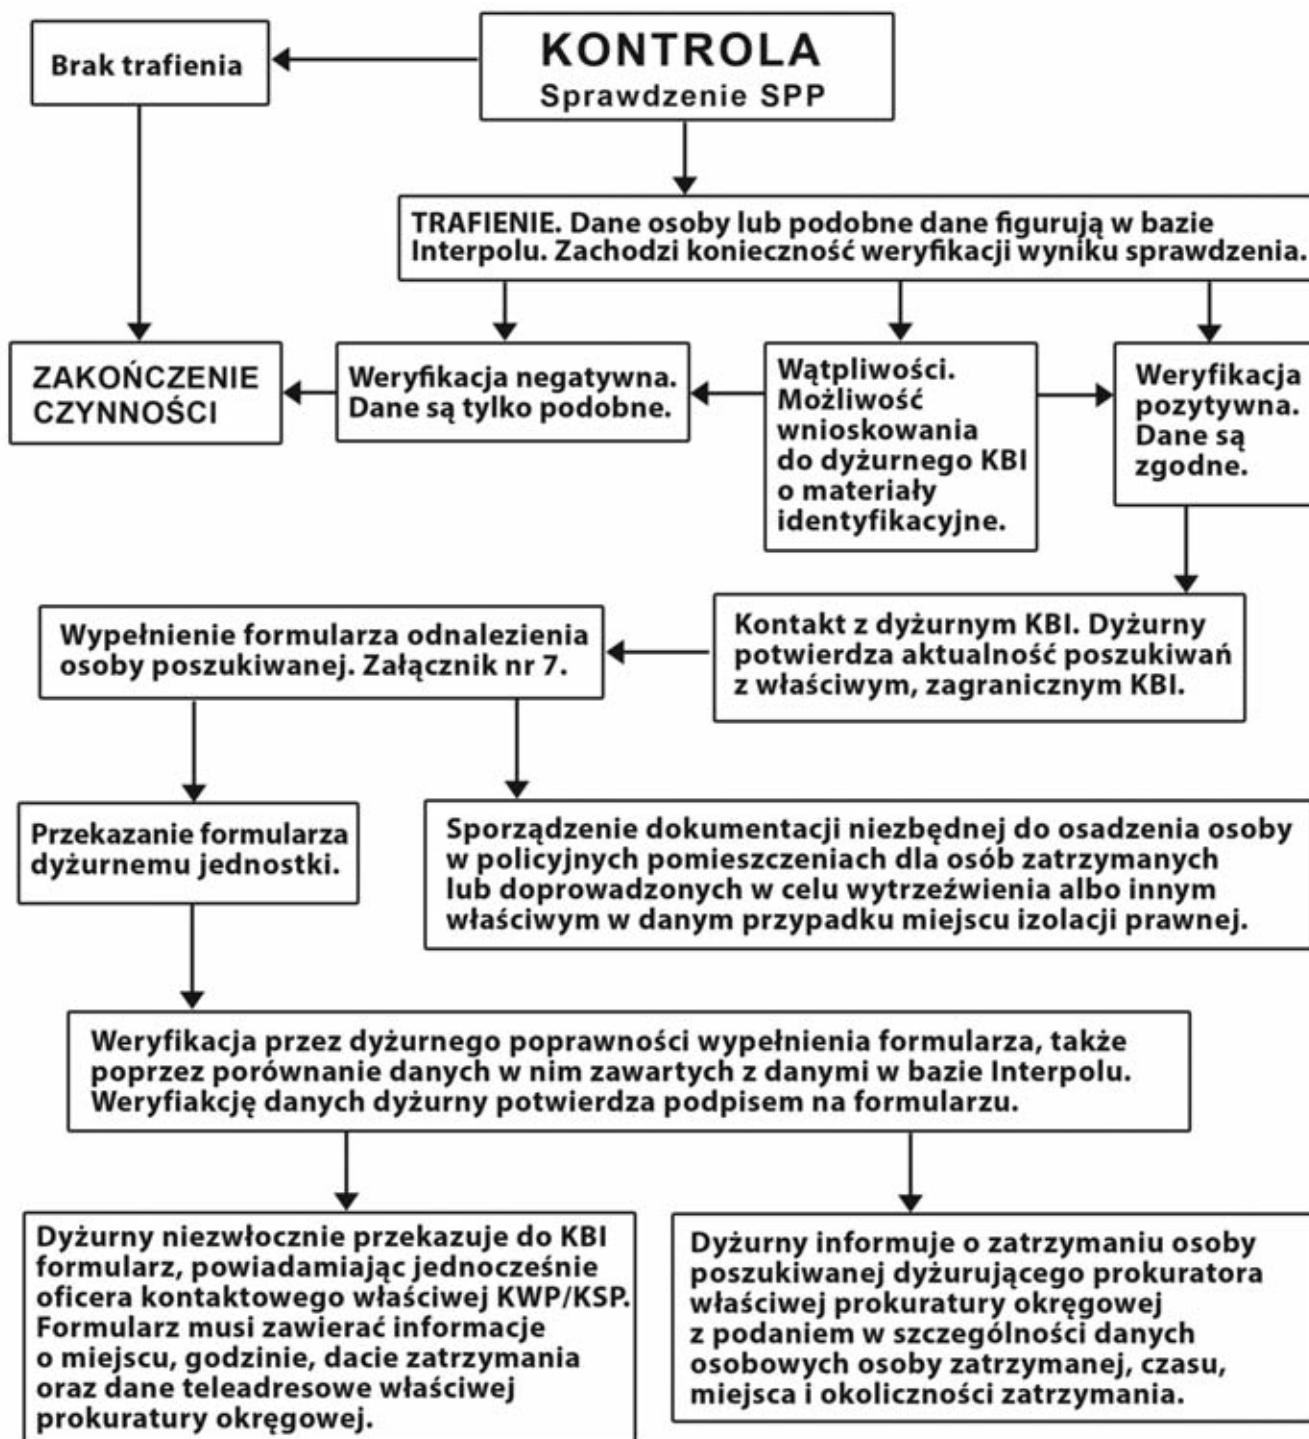 Brak trafienia
KONTROLA
Sprawdzenie SPP
TRAFIENIE. Dane osoby lub podobne dane figurują w bazie
Interpolu. Zachodzi konieczność weryfikacji wyniku sprawdzenia.
ZAKOŃCZENIE
CZYNNOŚCI
Weryfikacja negatywna.
Dane są tylko podobne.
Wątpliwości.
Możliwość
wnioskowania
do dyżurnego KBI
o materiały
identyfikacyjne.
Weryfikacja
pozytywna.
Dane są
zgodne.
Kontakt z dyżurnym KBI. Dyżurny
potwierdza aktualność poszukiwań
z właściwym, zagranicznym KBI.
Wypełnienie formularza odnalezienia
osoby poszukiwanej. Załącznik nr 7.
Przekazanie formularza
dyżurnemu jednostki.
Sporządzenie dokumentacji niezbędnej do osadzenia osoby
w policyjnych pomieszczeniach dla osób zatrzymanych
lub doprowadzonych w celu wytrzeźwienia albo innym
właściwym w danym przypadku miejscu izolacji prawnej.
Weryfikacja przez dyżurnego poprawności wypełnienia formularza, także
poprzez porównanie danych w nim zawartych z danymi w bazie Interpolu.
Weryfiakcję danych dyżurny potwierdza podpisem na formularzu.
Dyżurny niezwłocznie przekazuje do KBI
formularz, powiadamiając jednocześnie
oficera kontaktowego właściwej KWP/KSP.
Formularz musi zawierać informacje
o miejscu, godzinie, dacie zatrzymania
oraz dane teleadresowe właściwej
prokuratury okręgowej.
Dyżurny informuje o zatrzymaniu osoby
poszukiwanej dyżurującego prokuratora
właściwej prokuratury okręgowej
z podaniem w szczególności danych
osobowych osoby zatrzymanej, czasu,
miejsca i okoliczności zatrzymania.